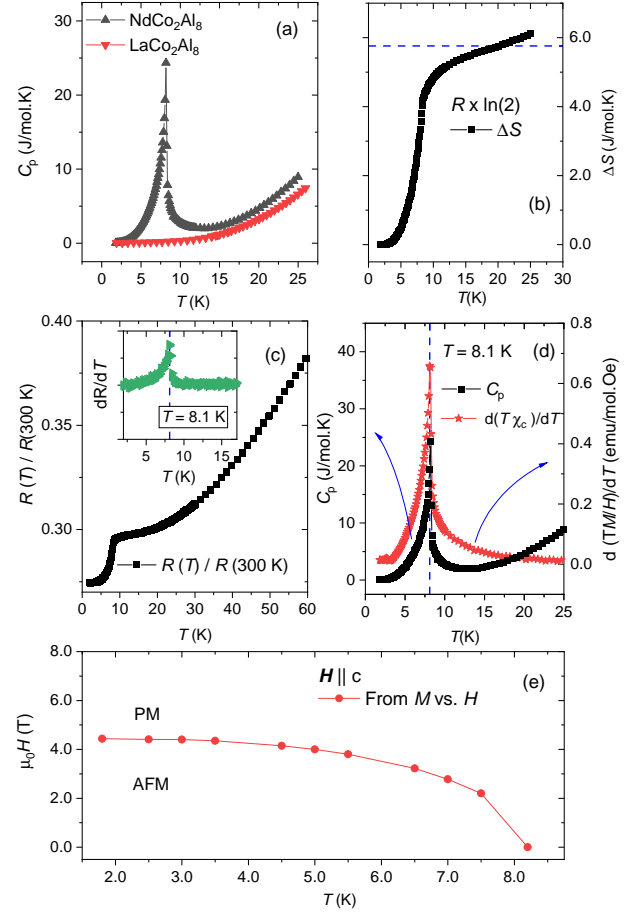 NdCo2Al8
LaCo2Al8
(a)
Cp (J/mol.K)
0
10
20
30
0 5 10 15 20 25
T (K)
R x ln(2)
ΔS
(b)
ΔS (J/mol.K)
0.0
2.0
4.0
6.0
0 5 10 15 20 25 30
T(K)
(c)
R (T) / R(300 K)
0.30
0.35
0.40
0 10 20 30 40 50 60
T (K)
R (T) / R (300 K)
dR/dT
T = 8.1 K
5 10 15
T (K)
T = 8.1 K
(d)
Cp
d(Tχc)/dT
Cp (J/mol.K)
0
10
20
30
40
d (TM/H)/dT (emu/mol.Oe)
0.0
0.2
0.4
0.6
0.8
0 5 10 15 20 25
T(K)
H || c
(e)
From M vs. H
PM
AFM
μ0H (T)
0.0
2.0
4.0
6.0
8.0
2.0 3.0 4.0 5.0 6.0 7.0 8.0
T (K)